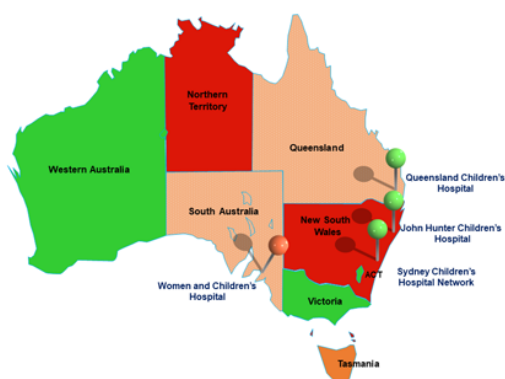 Northern
Territory
Western Australia
Queensland
Queensland Children's
Hospital
South Australia
New South
Wales
John Hunter Children's
Hospital
ACT
Sydney Children's
Hospital Network
Women and Children's
Hospital
Victoria
Tasmania